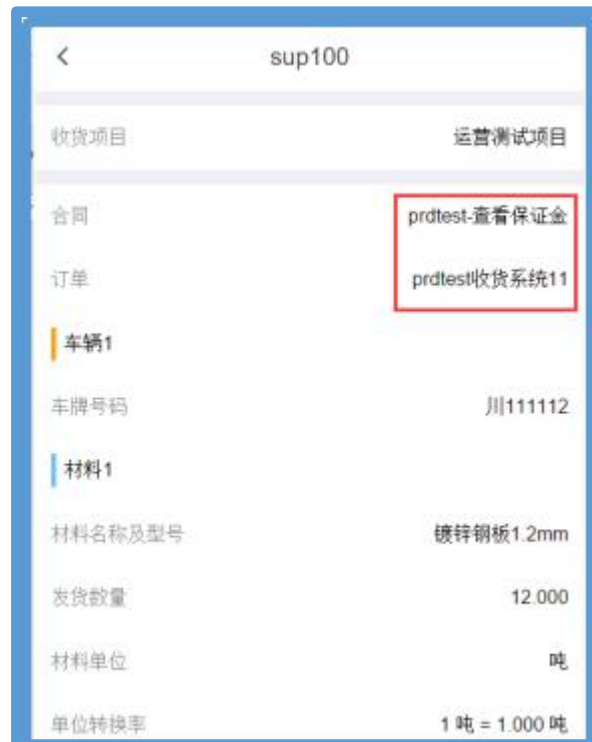 sup100
收货项目 运营测试项目
合同 prdtest-查看保证金
订单 prdtest收货系统11
车辆1
车牌号码 川111112
材料1
材料名称及型号 镀锌钢板1.2mm
发货数量 12.000
材料单位 吨
单位转换率 1 吨 = 1.000 吨